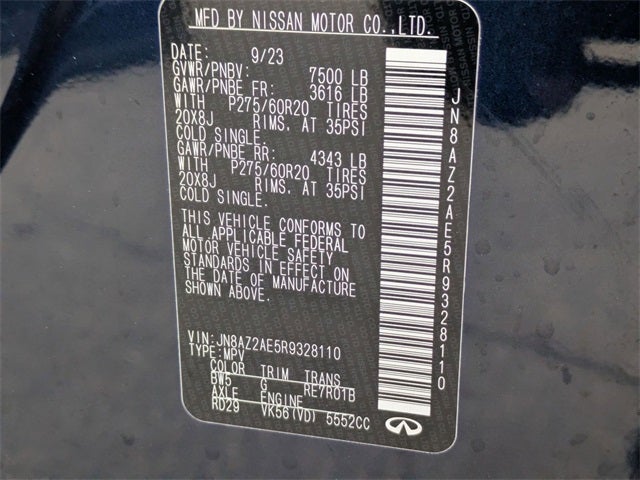 MFD BY NISSAN MOTOR CO.,LTD.
DATE: 9/23
GVWR/PNBV: 7500 LB
GAWR/PNBE FR: 3616 LB
WITH P275/60R20 TIRES
20X8J RIMS, AT 35PSI
COLD SINGLE.
GAWR/PNBE RR: 4343 LB
WITH P275/60R20 TIRES
20X8J RIMS, AT 35PSI
COLD SINGLE.
THIS VEHICLE CONFORMS TO
ALL APPLICABLE FEDERAL
MOTOR VEHICLE SAFETY
STANDARDS IN EFFECT ON
THE DATE OF MANUFACTURE
SHOWN ABOVE.
VIN:JN8AZ2AE5R9328110
TYPE:MPV
COLOR TRIM TRANS
BW5 G RE7R01B
AXLE ENGINE
RD29 VK56(VD) 5552CC
JN8AZ2AE5R9328110